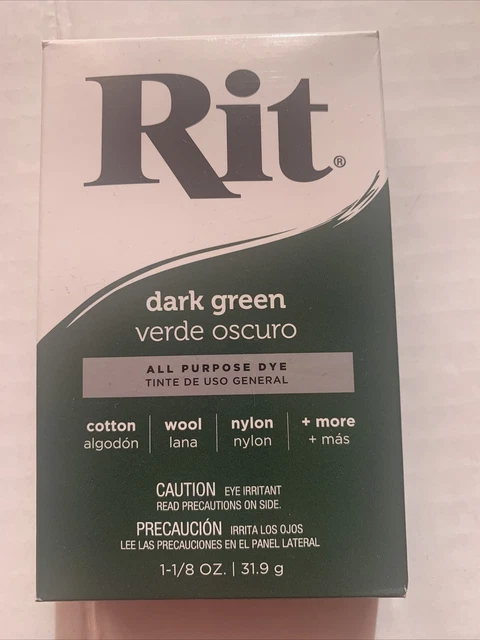 Rit®
dark green
verde oscuro
ALL PURPOSE DYE
TINTE DE USO GENERAL
cotton wool nylon + more
algodón lana nylon + más
CAUTION EYE IRRITANT
READ PRECAUTIONS ON SIDE.
PRECAUCIÓN IRRITA LOS OJOS
LEE LAS PRECAUCIONES EN EL PANEL LATERAL
1-1/8 OZ. | 31.9 g